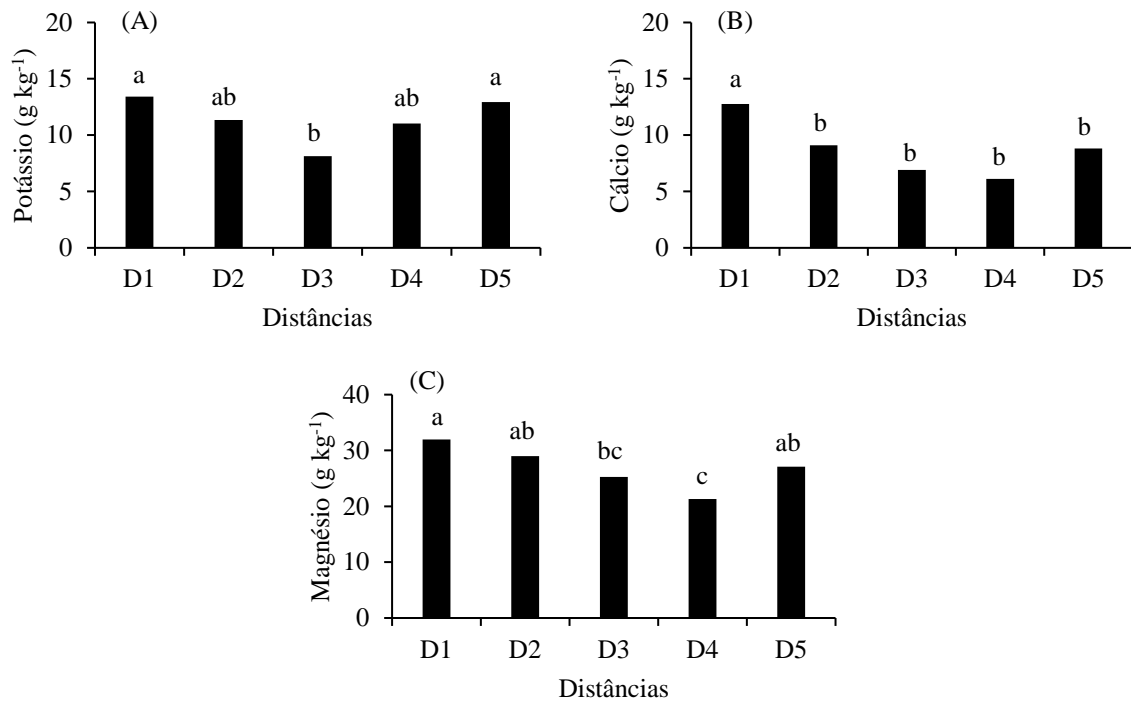 (A)
Potássio (g kg-1)
20
15
10
5
0
a
ab
b
ab
a
D1 D2 D3 D4 D5
Distâncias
(B)
Cálcio (g kg-1)
20
15
10
5
0
a
b
b
b
b
D1 D2 D3 D4 D5
Distâncias
(C)
Magnésio (g kg-1)
40
30
20
10
0
a
ab
bc
c
ab
D1 D2 D3 D4 D5
Distâncias